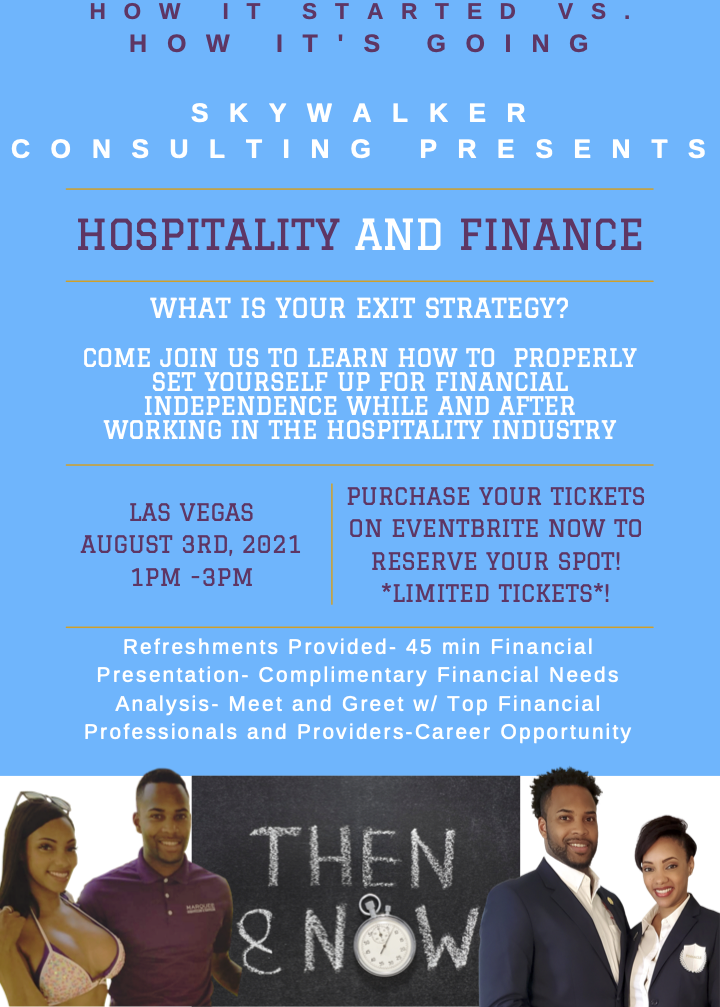 HOW IT STARTED VS.
HOW IT'S GOING
SKYWALKER
CONSULTING PRESENTS
HOSPITALITY AND FINANCE
WHAT IS YOUR EXIT STRATEGY?
COME JOIN US TO LEARN HOW TO PROPERLY
SET YOURSELF UP FOR FINANCIAL
INDEPENDENCE WHILE AND AFTER
WORKING IN THE HOSPITALITY INDUSTRY
LAS VEGAS
AUGUST 3RD, 2021
1PM -3PM
PURCHASE YOUR TICKETS
ON EVENTBRITE NOW TO
RESERVE YOUR SPOT!
*LIMITED TICKETS*!
Refreshments Provided- 45 min Financial
Presentation- Complimentary Financial Needs
Analysis- Meet and Greet w/ Top Financial
Professionals and Providers-Career Opportunity
THEN
& NOW
MARQUEE